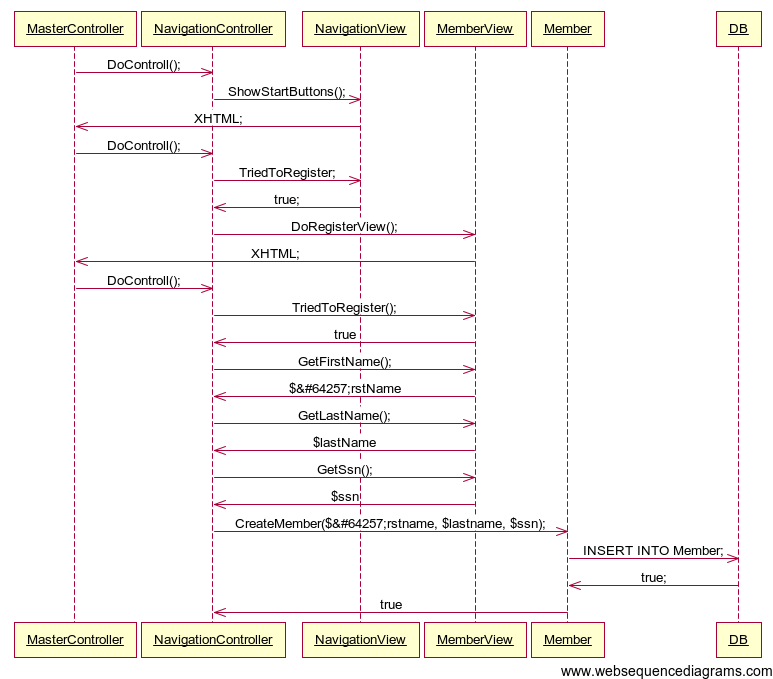 MasterController NavigationController NavigationView MemberView Member DB
DoControll();
ShowStartButtons();
XHTML;
DoControll();
TriedToRegister;
true;
DoRegisterView();
XHTML;
DoControll();
TriedToRegister();
true
GetFirstName();
$&#64257;rstName
GetLastName();
$lastName
GetSsn();
$ssn
CreateMember($&#64257;rstname, $lastname, $ssn);
INSERT INTO Member;
true;
true
MasterController NavigationController NavigationView MemberView Member DB
www.websequencediagrams.com